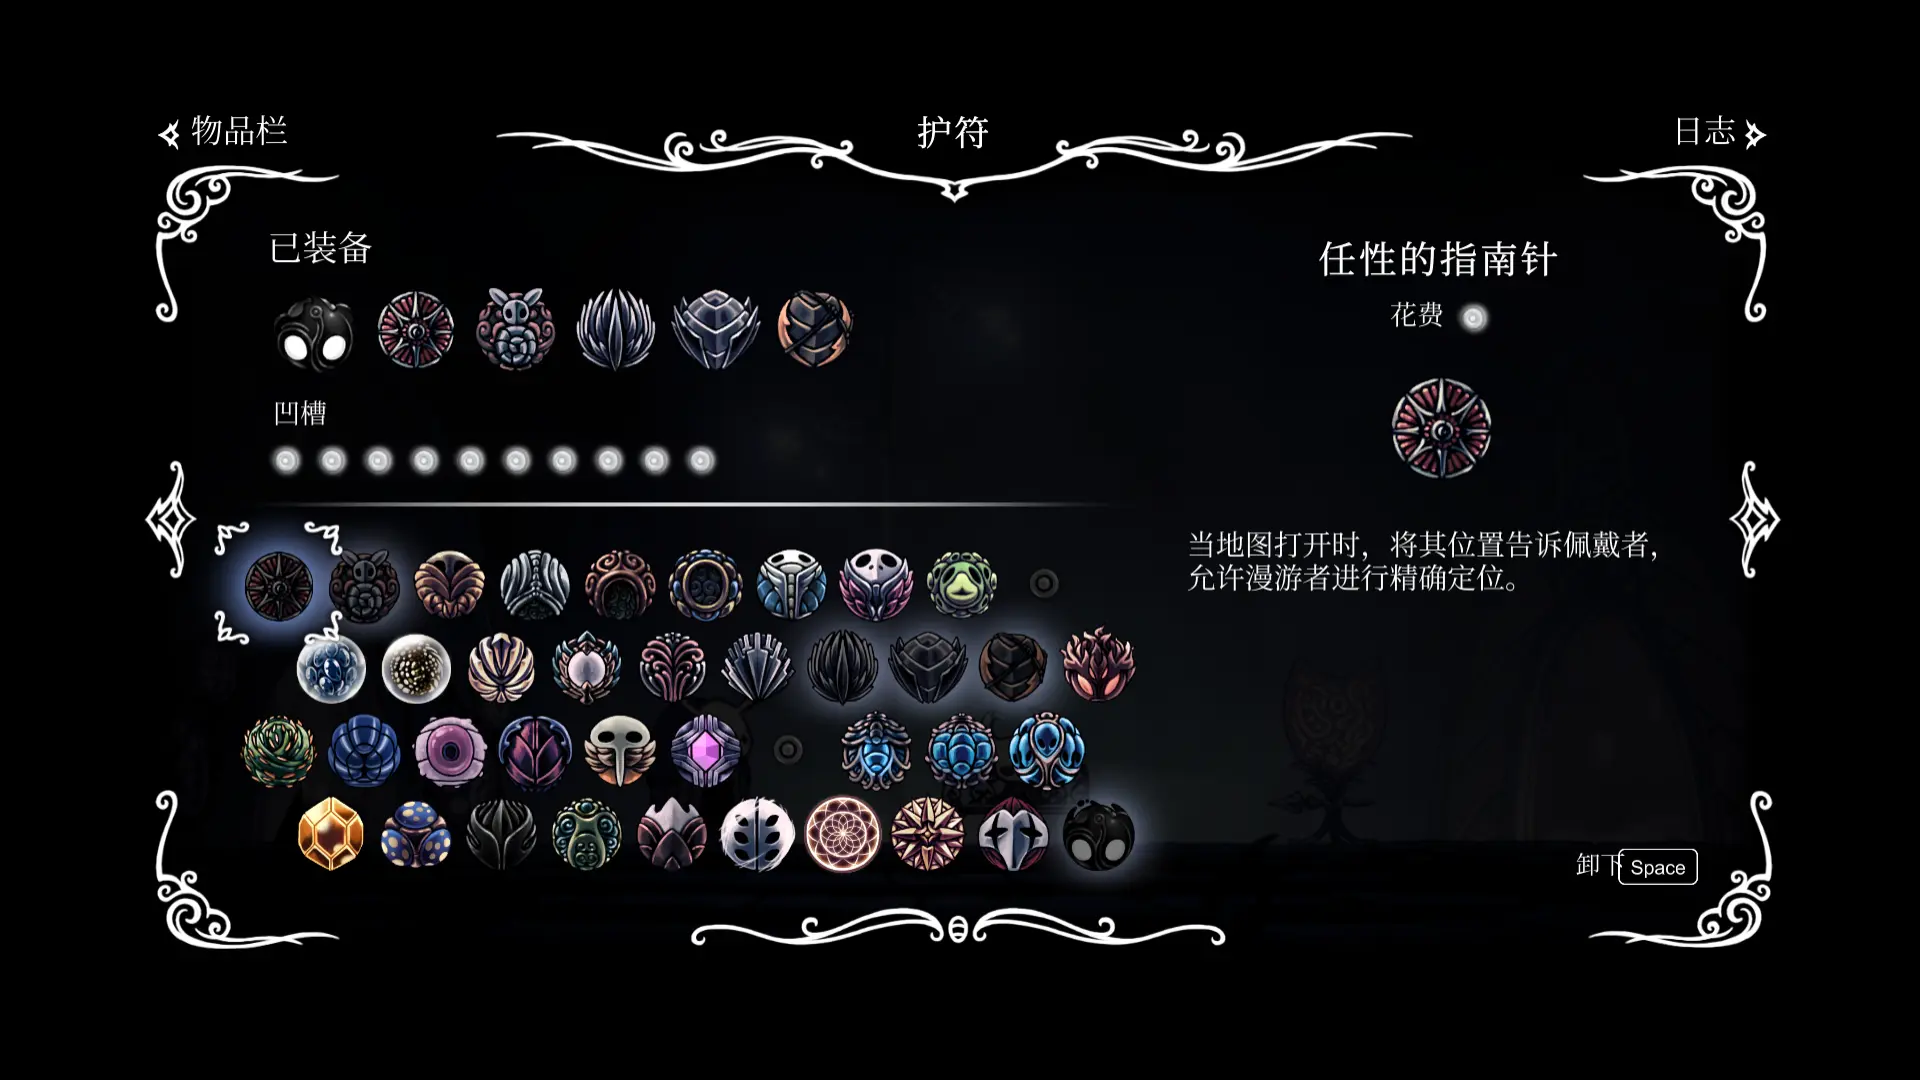 物品栏
护符
日志
已装备
任性的指南针
花费
凹槽
当地图打开时，将其位置告诉佩戴者，
允许漫游者进行精确定位。
卸下 Space